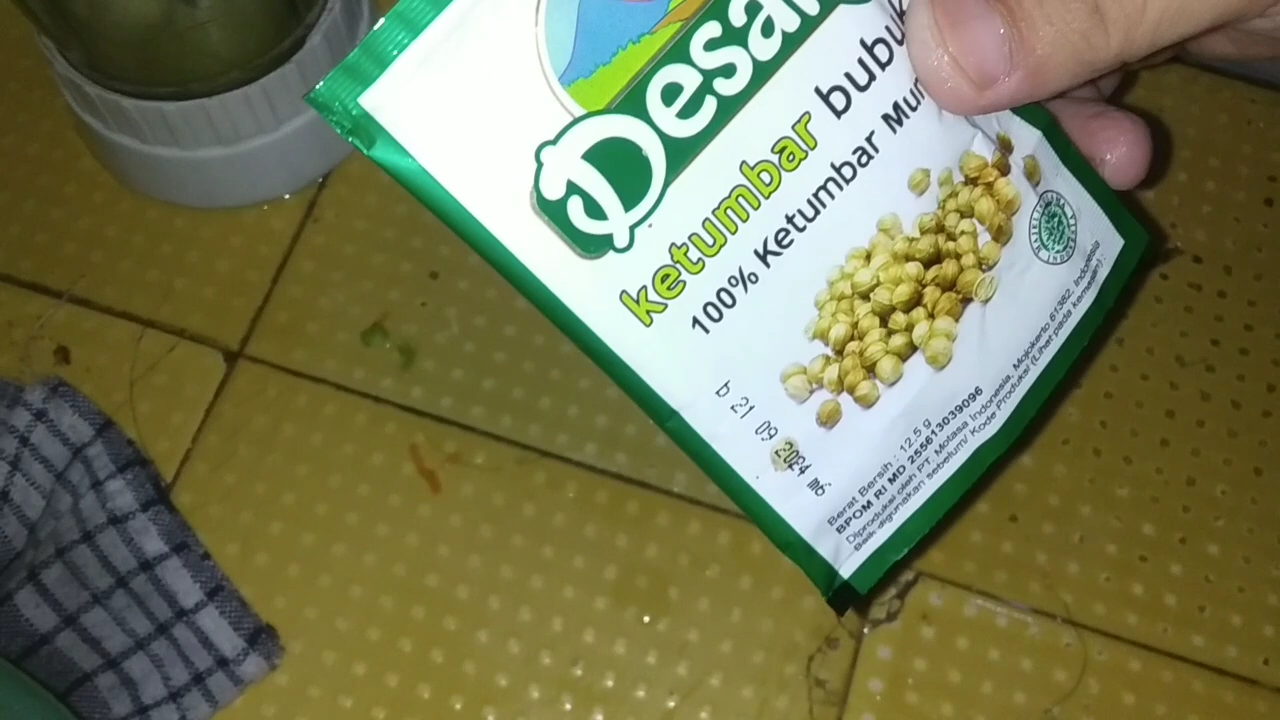 Desa
ketumbar bubuk
100% Ketumbar Mur
b 21 09
Berat Bersih : 12,5 g
BPOM RI MD 255613039096
Diproduksi oleh PT. Motasa Indonesia, Mojokerto 61382, Indonesia
Baik digunakan sebelum/ Kode Produksi (Lihat pada kemasan) :